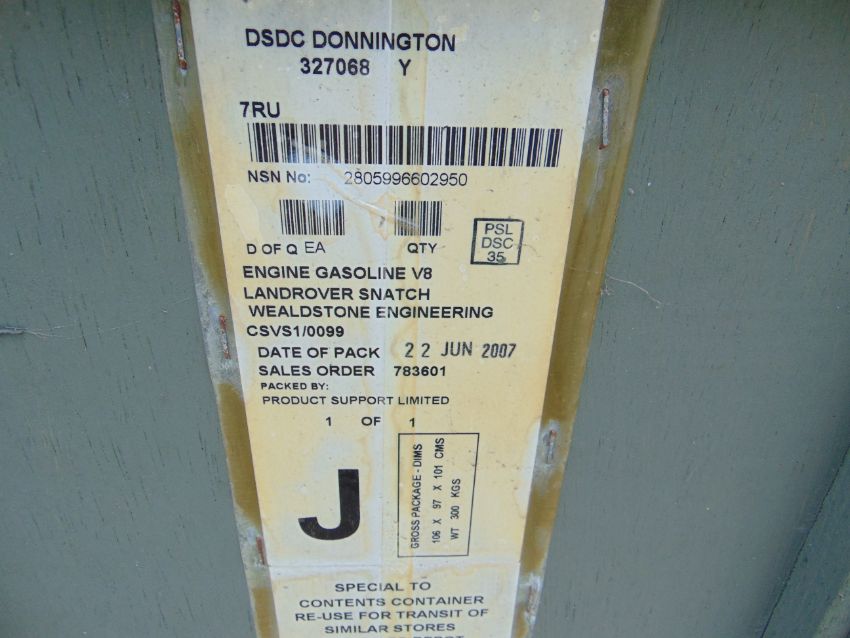 DSDC DONNINGTON
327068 Y
7RU
NSN No: 2805996602950
D OF Q EA QTY
PSL
DSC
35
ENGINE GASOLINE V8
LANDROVER SNATCH
WEALDSTONE ENGINEERING
CSVS1/0099
DATE OF PACK 22 JUN 2007
SALES ORDER 783601
PACKED BY:
PRODUCT SUPPORT LIMITED
1 OF 1
J
GROSS PACKAGE - DIMS
106 X 97 X 101 CMS
WT 300 KGS
SPECIAL TO
CONTENTS CONTAINER
RE-USE FOR TRANSIT OF
SIMILAR STORES